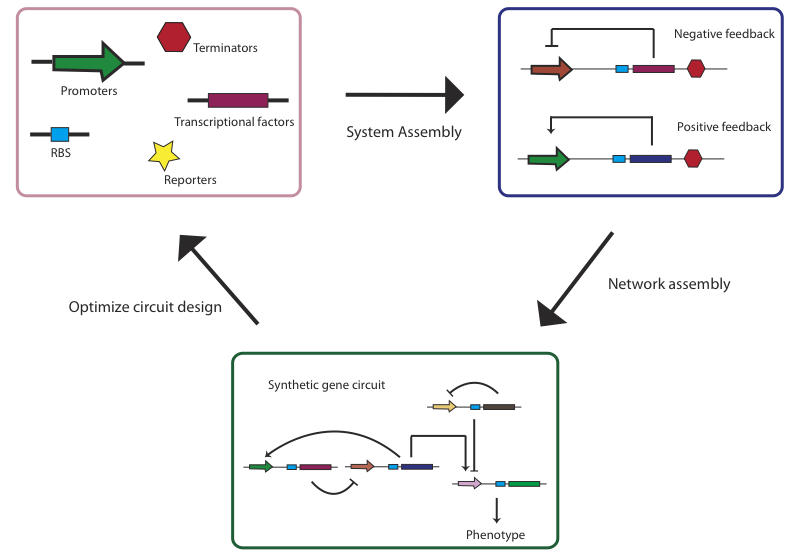 Terminators
Promoters
Transcriptional factors
RBS
Reporters
System Assembly
Negative feedback
Positive feedback
Network assembly
Optimize circuit design
Synthetic gene circuit
Phenotype